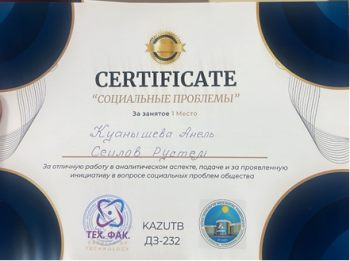 CERTIFICATE
“СОЦИАЛЬНЫЕ ПРОБЛЕМЫ”
За занятое 1 Место
Куанышева Анель
Сеилов Рустем
За отличную работу в аналитическом аспекте, подаче и за проявленную
инициативу в вопросе социальных проблем общества
ТЕХ. ФАК.
TECHNOLOGY
KAZUTB
ДЗ-232